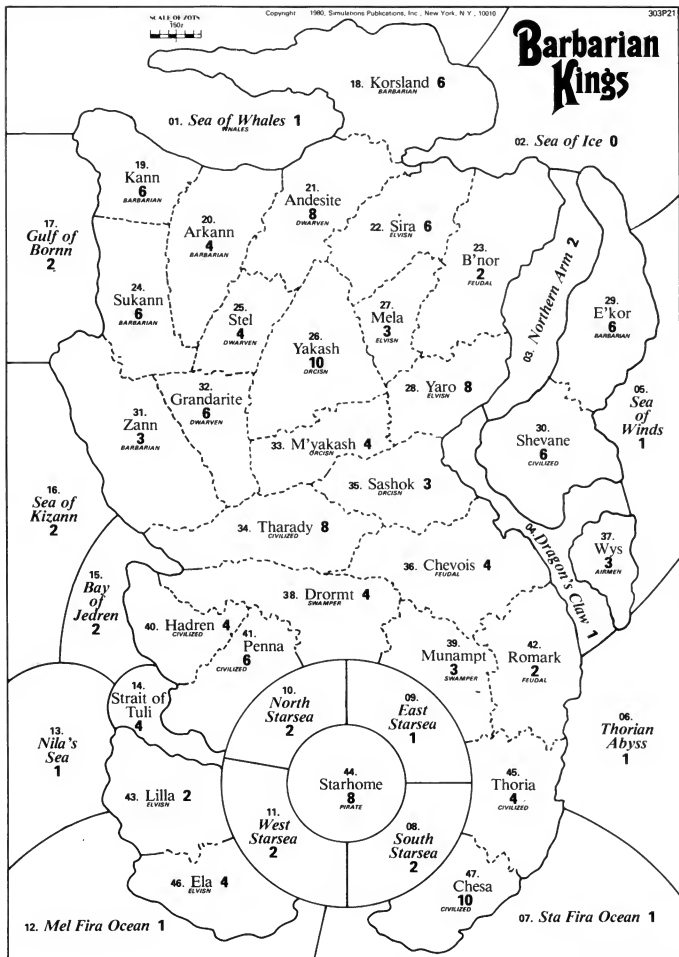 SCALE OF ZOTS
150z
Copyright 1980, Simulations Publications, Inc., New York, N.Y., 10010
303P21
Barbarian
Kings
18. Korsland 6
BARBARIAN
01. Sea of Whales 1
WHALES
02. Sea of Ice 0
19.
Kann
6
BARBARIAN
20.
Arkann
4
BARBARIAN
21.
Andesite
8
DWARVEN
22. Sira 6
ELVISH
23.
B'nor
2
FEUDAL
03. Northern Arm 2
17.
Gulf of
Bornn
2
24.
Sukann
6
BARBARIAN
25.
Stel
4
DWARVEN
26.
Yakash
10
ORCISH
27.
Mela
3
ELVISH
29.
E'kor
6
BARBARIAN
28. Yaro 8
ELVISH
05.
Sea
of
Winds
1
30.
Shevane
6
CIVILIZED
31.
Zann
3
BARBARIAN
32.
Grandarite
6
DWARVEN
33. M'yakash 4
ORCISH
35. Sashok 3
ORCISH
16.
Sea of
Kizann
2
34. Tharady 8
CIVILIZED
36. Chevois 4
FEUDAL
04. Dragon's Claw 1
37.
Wys
3
AIRMEN
15.
Bay
of
Jedren
2
38. Drormt 4
SWAMPER
40. Hadren 4
CIVILIZED
41.
Penna
6
CIVILIZED
39.
Munampt
3
SWAMPER
42.
Romark
2
FEUDAL
14.
Strait of
Tuli
4
10.
North
Starsea
2
09.
East
Starsea
1
06.
Thorian
Abyss
1
13.
Nila's
Sea
1
44.
Starhome
8
PIRATE
45.
Thoria
4
CIVILIZED
43. Lilla 2
ELVISH
11.
West
Starsea
2
08.
South
Starsea
2
46. Ela 4
ELVISH
47.
Chesa
10
CIVILIZED
12. Mel Fira Ocean 1
07. Sta Fira Ocean 1